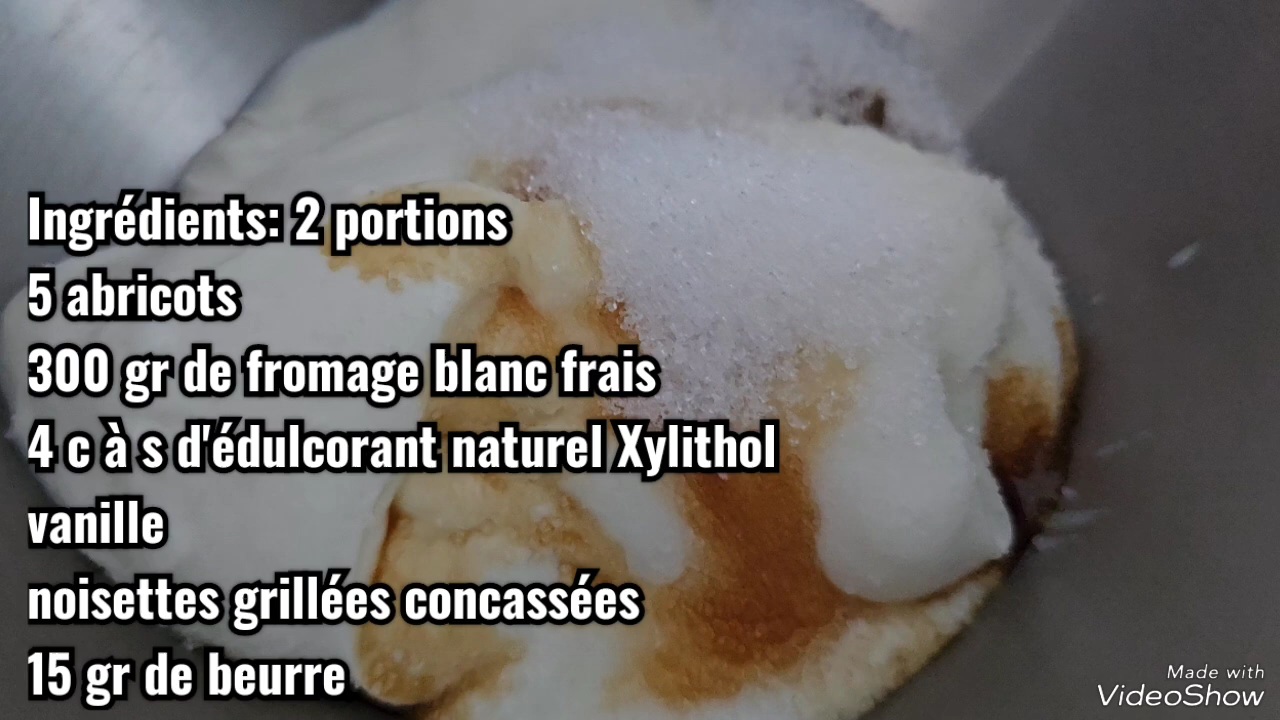 Ingrédients: 2 portions
5 abricots
300 gr de fromage blanc frais
4 c à s d'édulcorant naturel Xylithol
vanille
noisettes grillées concassées
15 gr de beurre
Made with
VideoShow